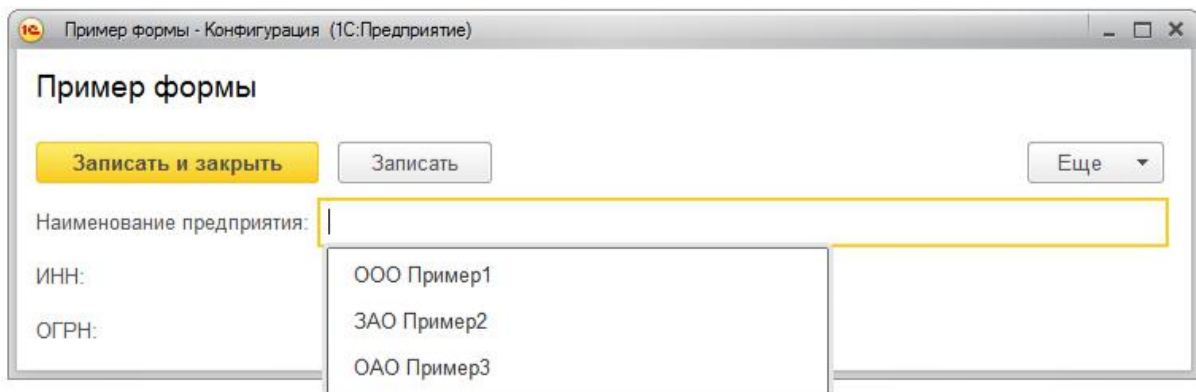 1С Пример формы - Конфигурация (1С:Предприятие)
Пример формы
Записать и закрыть Записать Еще
Наименование предприятия:
ООО Пример1
ИНН:
ЗАО Пример2
ОГРН:
ОАО Пример3